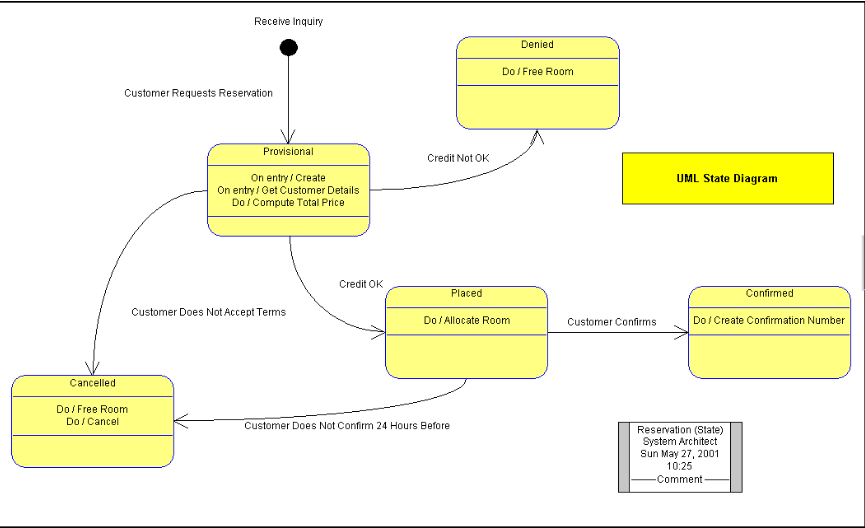 Receive Inquiry
Customer Requests Reservation
Denied
Do / Free Room
Credit Not OK
Provisional
On entry / Create
On entry / Get Customer Details
Do / Compute Total Price
UML State Diagram
Credit OK
Customer Does Not Accept Terms
Placed
Do / Allocate Room
Customer Confirms
Confirmed
Do / Create Confirmation Number
Cancelled
Do / Free Room
Do / Cancel
Customer Does Not Confirm 24 Hours Before
Reservation (State)
System Architect
Sun May 27, 2001
10:25
Comment